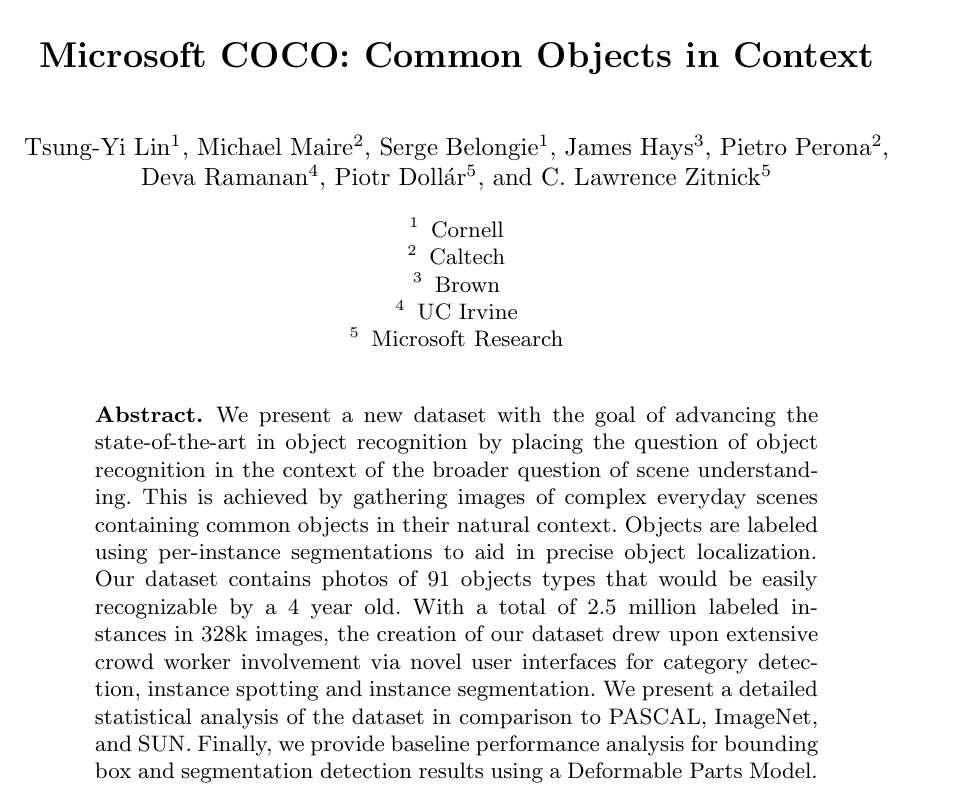 Microsoft COCO: Common Objects in Context
Tsung-Yi Lin¹, Michael Maire², Serge Belongie¹, James Hays³, Pietro Perona²,
Deva Ramanan⁴, Piotr Dollár⁵, and C. Lawrence Zitnick⁵
¹ Cornell
² Caltech
³ Brown
⁴ UC Irvine
⁵ Microsoft Research
Abstract. We present a new dataset with the goal of advancing the
state-of-the-art in object recognition by placing the question of object
recognition in the context of the broader question of scene understand-
ing. This is achieved by gathering images of complex everyday scenes
containing common objects in their natural context. Objects are labeled
using per-instance segmentations to aid in precise object localization.
Our dataset contains photos of 91 objects types that would be easily
recognizable by a 4 year old. With a total of 2.5 million labeled in-
stances in 328k images, the creation of our dataset drew upon extensive
crowd worker involvement via novel user interfaces for category detec-
tion, instance spotting and instance segmentation. We present a detailed
statistical analysis of the dataset in comparison to PASCAL, ImageNet,
and SUN. Finally, we provide baseline performance analysis for bounding
box and segmentation detection results using a Deformable Parts Model.